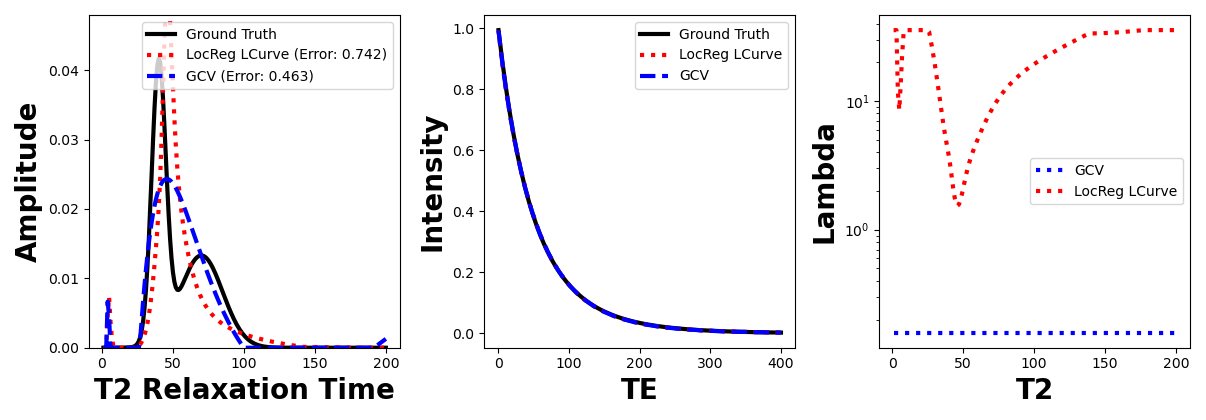 Amplitude
0.04
0.03
0.02
0.01
0.00
0
50
100
150
200
T2 Relaxation Time
Ground Truth
LocReg LCurve (Error: 0.742)
GCV (Error: 0.463)
Intensity
1.0
0.8
0.6
0.4
0.2
0.0
0
100
200
300
400
TE
Ground Truth
LocReg LCurve
GCV
Lambda
10¹
10⁰
0
50
100
150
200
T2
GCV
LocReg LCurve